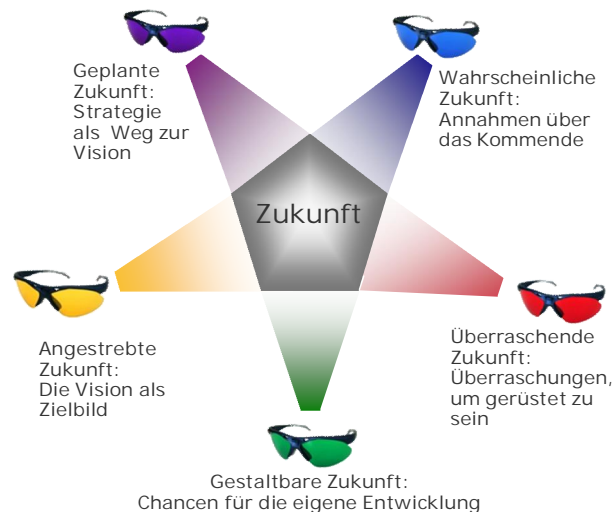 Geplante
Zukunft:
Strategie
als Weg zur
Vision
Wahrscheinliche
Zukunft:
Annahmen über
das Kommende
Zukunft
Angestrebte
Zukunft:
Die Vision als
Zielbild
Überraschende
Zukunft:
Überraschungen,
um gerüstet zu
sein
Gestaltbare Zukunft:
Chancen für die eigene Entwicklung